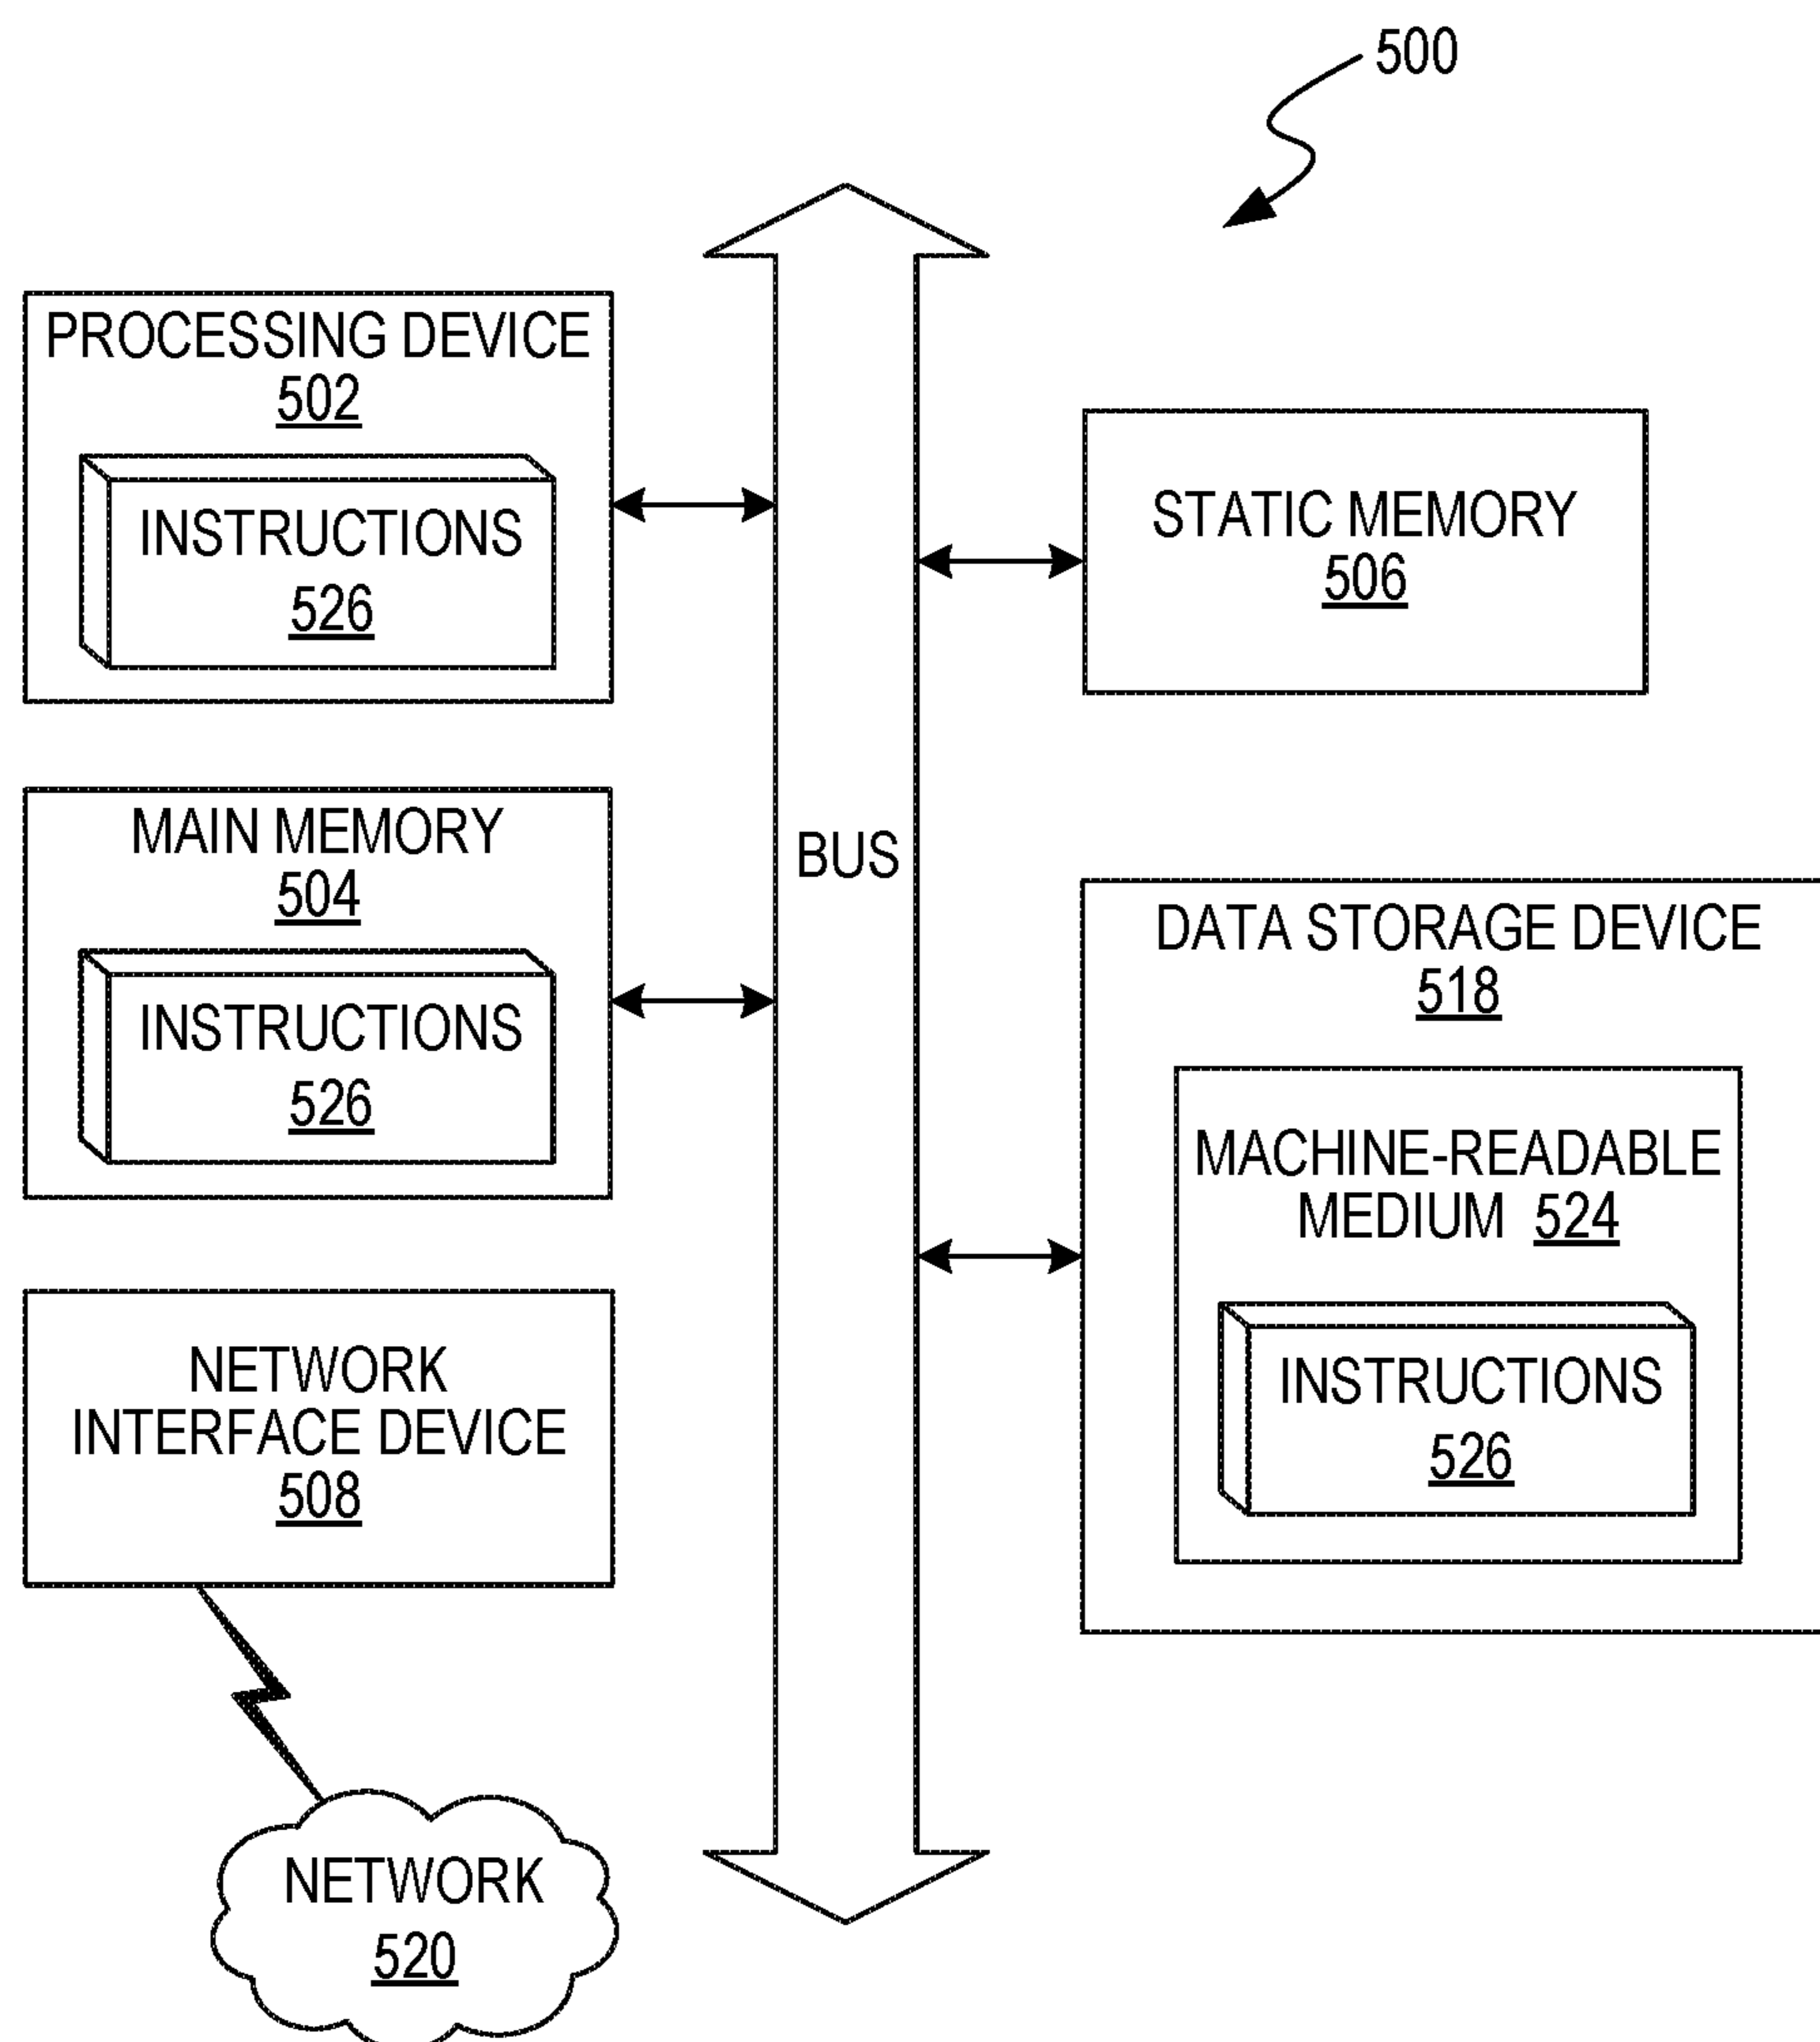 500
PROCESSING DEVICE
502
INSTRUCTIONS
526
STATIC MEMORY
506
MAIN MEMORY
504
INSTRUCTIONS
526
BUS
DATA STORAGE DEVICE
518
MACHINE-READABLE
MEDIUM 524
INSTRUCTIONS
526
NETWORK
INTERFACE DEVICE
508
NETWORK
520